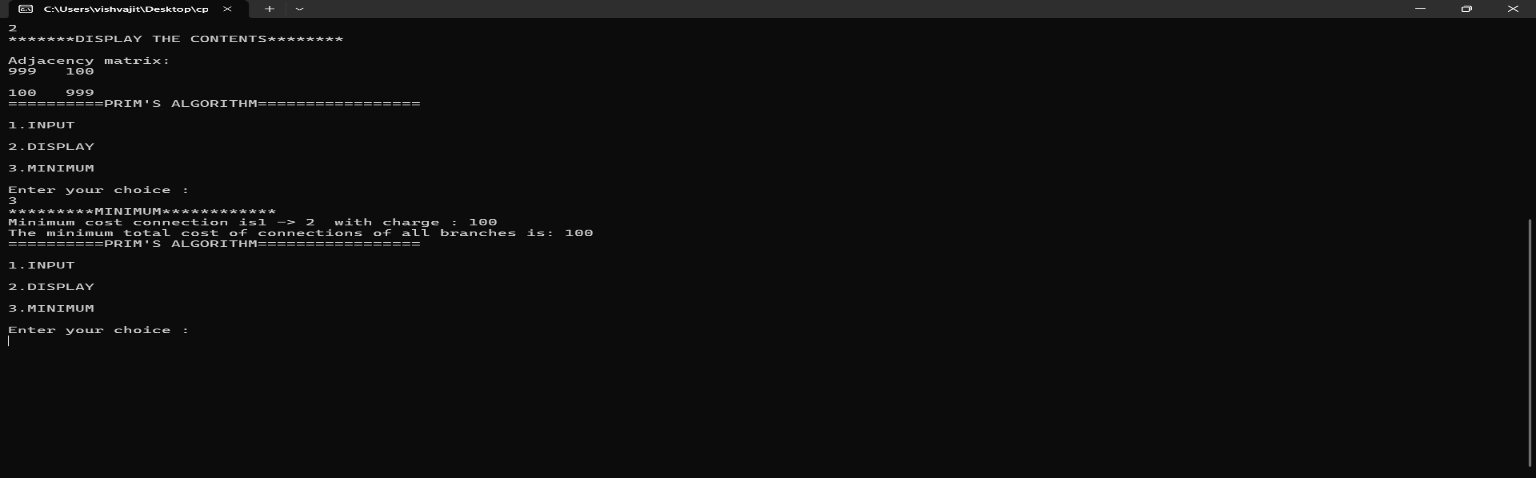 C:\Users\vishvajit\Desktop\cp
2
*******DISPLAY THE CONTENTS********
Adjacency matrix:
999   100
100   999
==========PRIM'S ALGORITHM=================
1.INPUT
2.DISPLAY
3.MINIMUM
Enter your choice :
3
*********MINIMUM************
Minimum cost connection is1 -> 2  with charge : 100
The minimum total cost of connections of all branches is: 100
==========PRIM'S ALGORITHM=================
1.INPUT
2.DISPLAY
3.MINIMUM
Enter your choice :